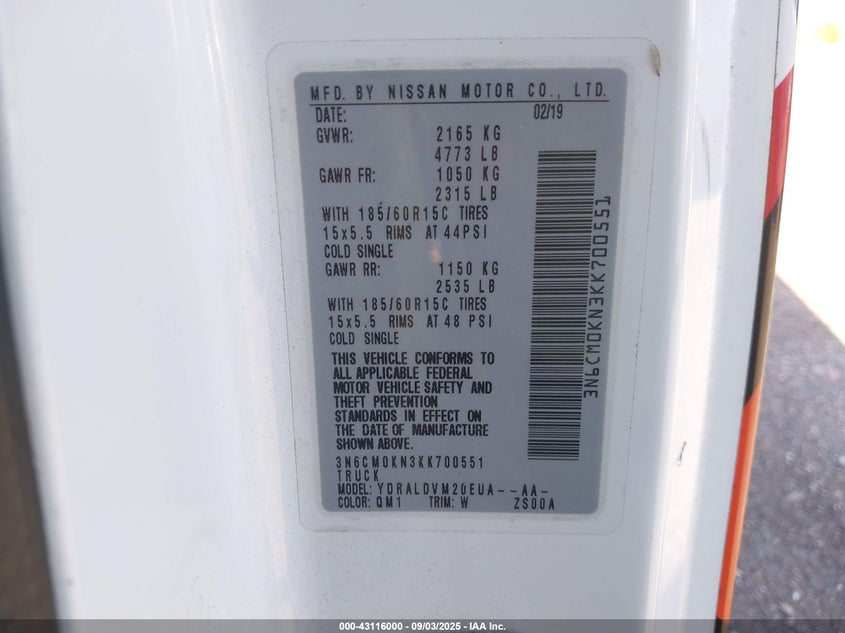 MFD. BY NISSAN MOTOR CO., LTD.
DATE: 02/19
GVWR: 2165 KG
4773 LB
GAWR FR: 1050 KG
2315 LB
WITH 185/60R15C TIRES
15x5.5 RIMS AT 44PSI
COLD SINGLE
GAWR RR: 1150 KG
2535 LB
WITH 185/60R15C TIRES
15x5.5 RIMS AT 48 PSI
COLD SINGLE
THIS VEHICLE CONFORMS TO
ALL APPLICABLE FEDERAL
MOTOR VEHICLE SAFETY AND
THEFT PREVENTION
STANDARDS IN EFFECT ON
THE DATE OF MANUFACTURE
SHOWN ABOVE.
3N6CM0KN3KK700551
TRUCK
MODEL: YDRALDVM20EUA--AA-
COLOR: QM1 TRIM: W ZS00A
3N6CM0KN3KK700551
000-43116000 - 09/03/2025 - IAA Inc.